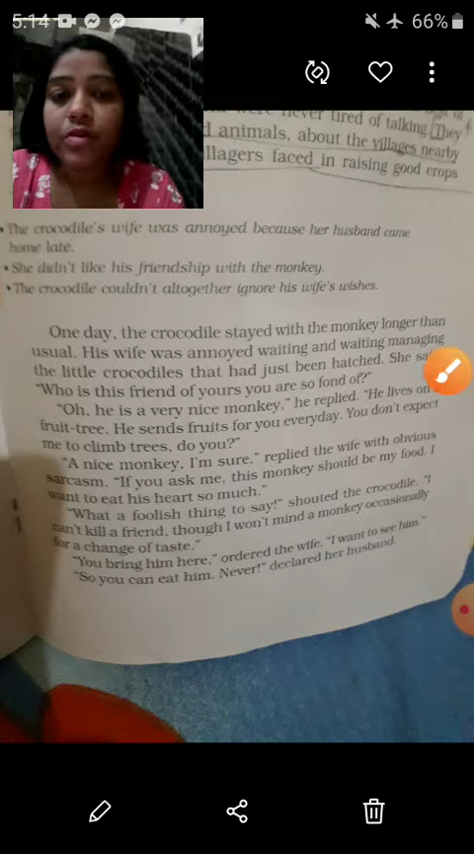 5:14
66%
never tired of talking. They
d animals, about the villages nearby
llagers faced in raising good crops
• The crocodile's wife was annoyed because her husband came
home late.
• She didn't like his friendship with the monkey.
• The crocodile couldn't altogether ignore his wife's wishes.
One day, the crocodile stayed with the monkey longer than
usual. His wife was annoyed waiting and waiting managing
the little crocodiles that had just been hatched. She
"Who is this friend of yours you are so fond of?"
"Oh, he is a very nice monkey," he replied. "He lives on
fruit-tree. He sends fruits for you everyday. You don't expect
me to climb trees, do you?"
"A nice monkey, I'm sure," replied the wife with obvious
sarcasm. "If you ask me, this monkey should be my food. I
want to eat his heart so much."
"What a foolish thing to say!" shouted the crocodile. "I
can't kill a friend, though I won't mind a monkey occasionally
for a change of taste."
"You bring him here," ordered the wife. "I want to see him."
"So you can eat him. Never!" declared her husband.